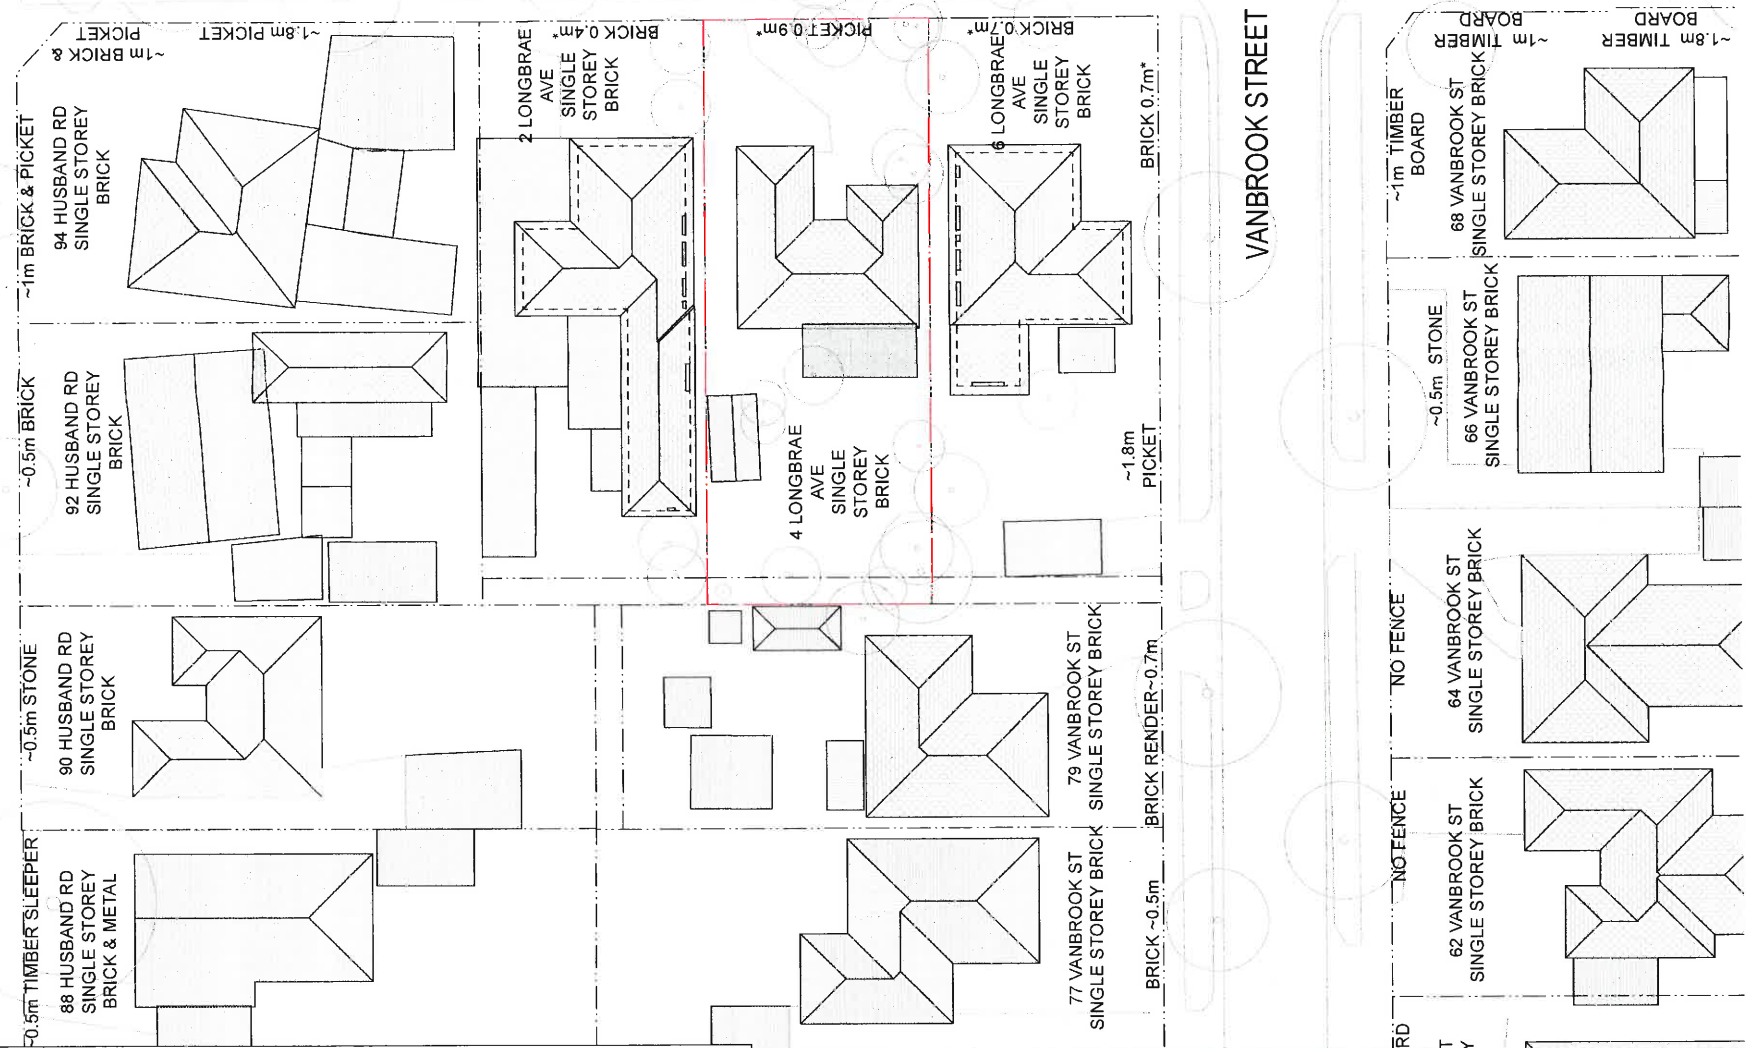 ~1m BRICK &
PICKET
~1.8m PICKET
BRICK 0.4m*
PICKET 0.9m*
BRICK 0.7m*
~1m BRICK & PICKET
94 HUSBAND RD
SINGLE STOREY
BRICK
2 LONGBRAE
AVE
SINGLE
STOREY
BRICK
6 LONGBRAE
AVE
SINGLE
STOREY
BRICK
BRICK 0.7m*
VANBROOK STREET
~1m TIMBER
BOARD
~1.8m TIMBER
BOARD
~1m TIMBER
BOARD
68 VANBROOK ST
SINGLE STOREY BRICK
~0.5m BRICK
92 HUSBAND RD
SINGLE STOREY
BRICK
4 LONGBRAE
AVE
SINGLE
STOREY
BRICK
~1.8m
PICKET
~0.5m STONE
66 VANBROOK ST
SINGLE STOREY BRICK
~0.5m STONE
90 HUSBAND RD
SINGLE STOREY
BRICK
79 VANBROOK ST
SINGLE STOREY BRICK
BRICK RENDER~0.7m
NO FENCE
64 VANBROOK ST
SINGLE STOREY BRICK
~0.5m TIMBER SLEEPER
88 HUSBAND RD
SINGLE STOREY
BRICK & METAL
77 VANBROOK ST
SINGLE STOREY BRICK
BRICK ~0.5m
NO FENCE
62 VANBROOK ST
SINGLE STOREY BRICK
RD
ST
Y